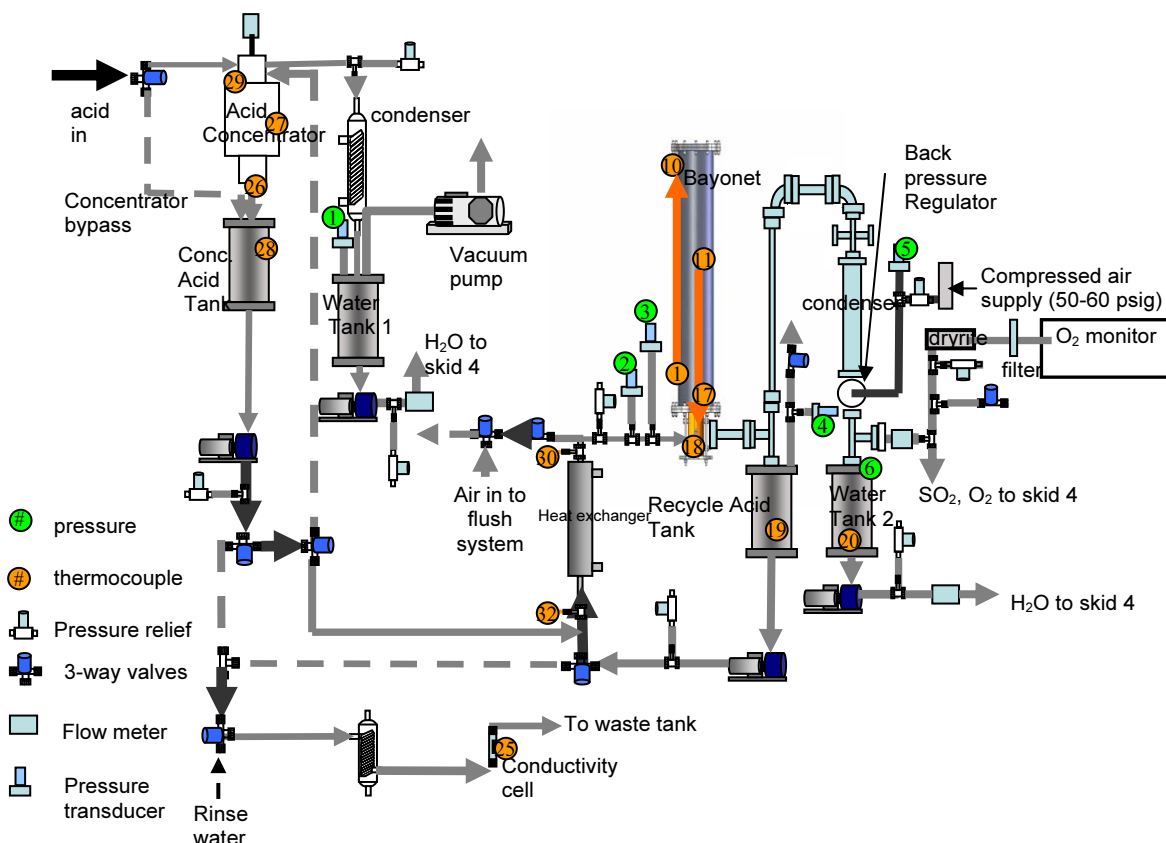 acid
in
29
Acid
Concentrator
27
26
condenser
Concentrator
bypass
1
28
Conc.
Acid
Tank
Water
Tank 1
Vacuum
pump
H2O to
skid 4
10
Bayonet
11
1
17
18
3
2
30
Air in to
flush
system
Heat exchanger
32
Back
pressure
Regulator
5
condenser
Compressed air
supply (50-60 psig)
dryrite
filter
O2 monitor
4
6
SO2, O2 to skid 4
Recycle Acid
Tank
19
Water
Tank 2
20
H2O to skid 4
# pressure
# thermocouple
Pressure relief
3-way valves
Flow meter
Pressure
transducer
Rinse
water
25
To waste tank
Conductivity
cell